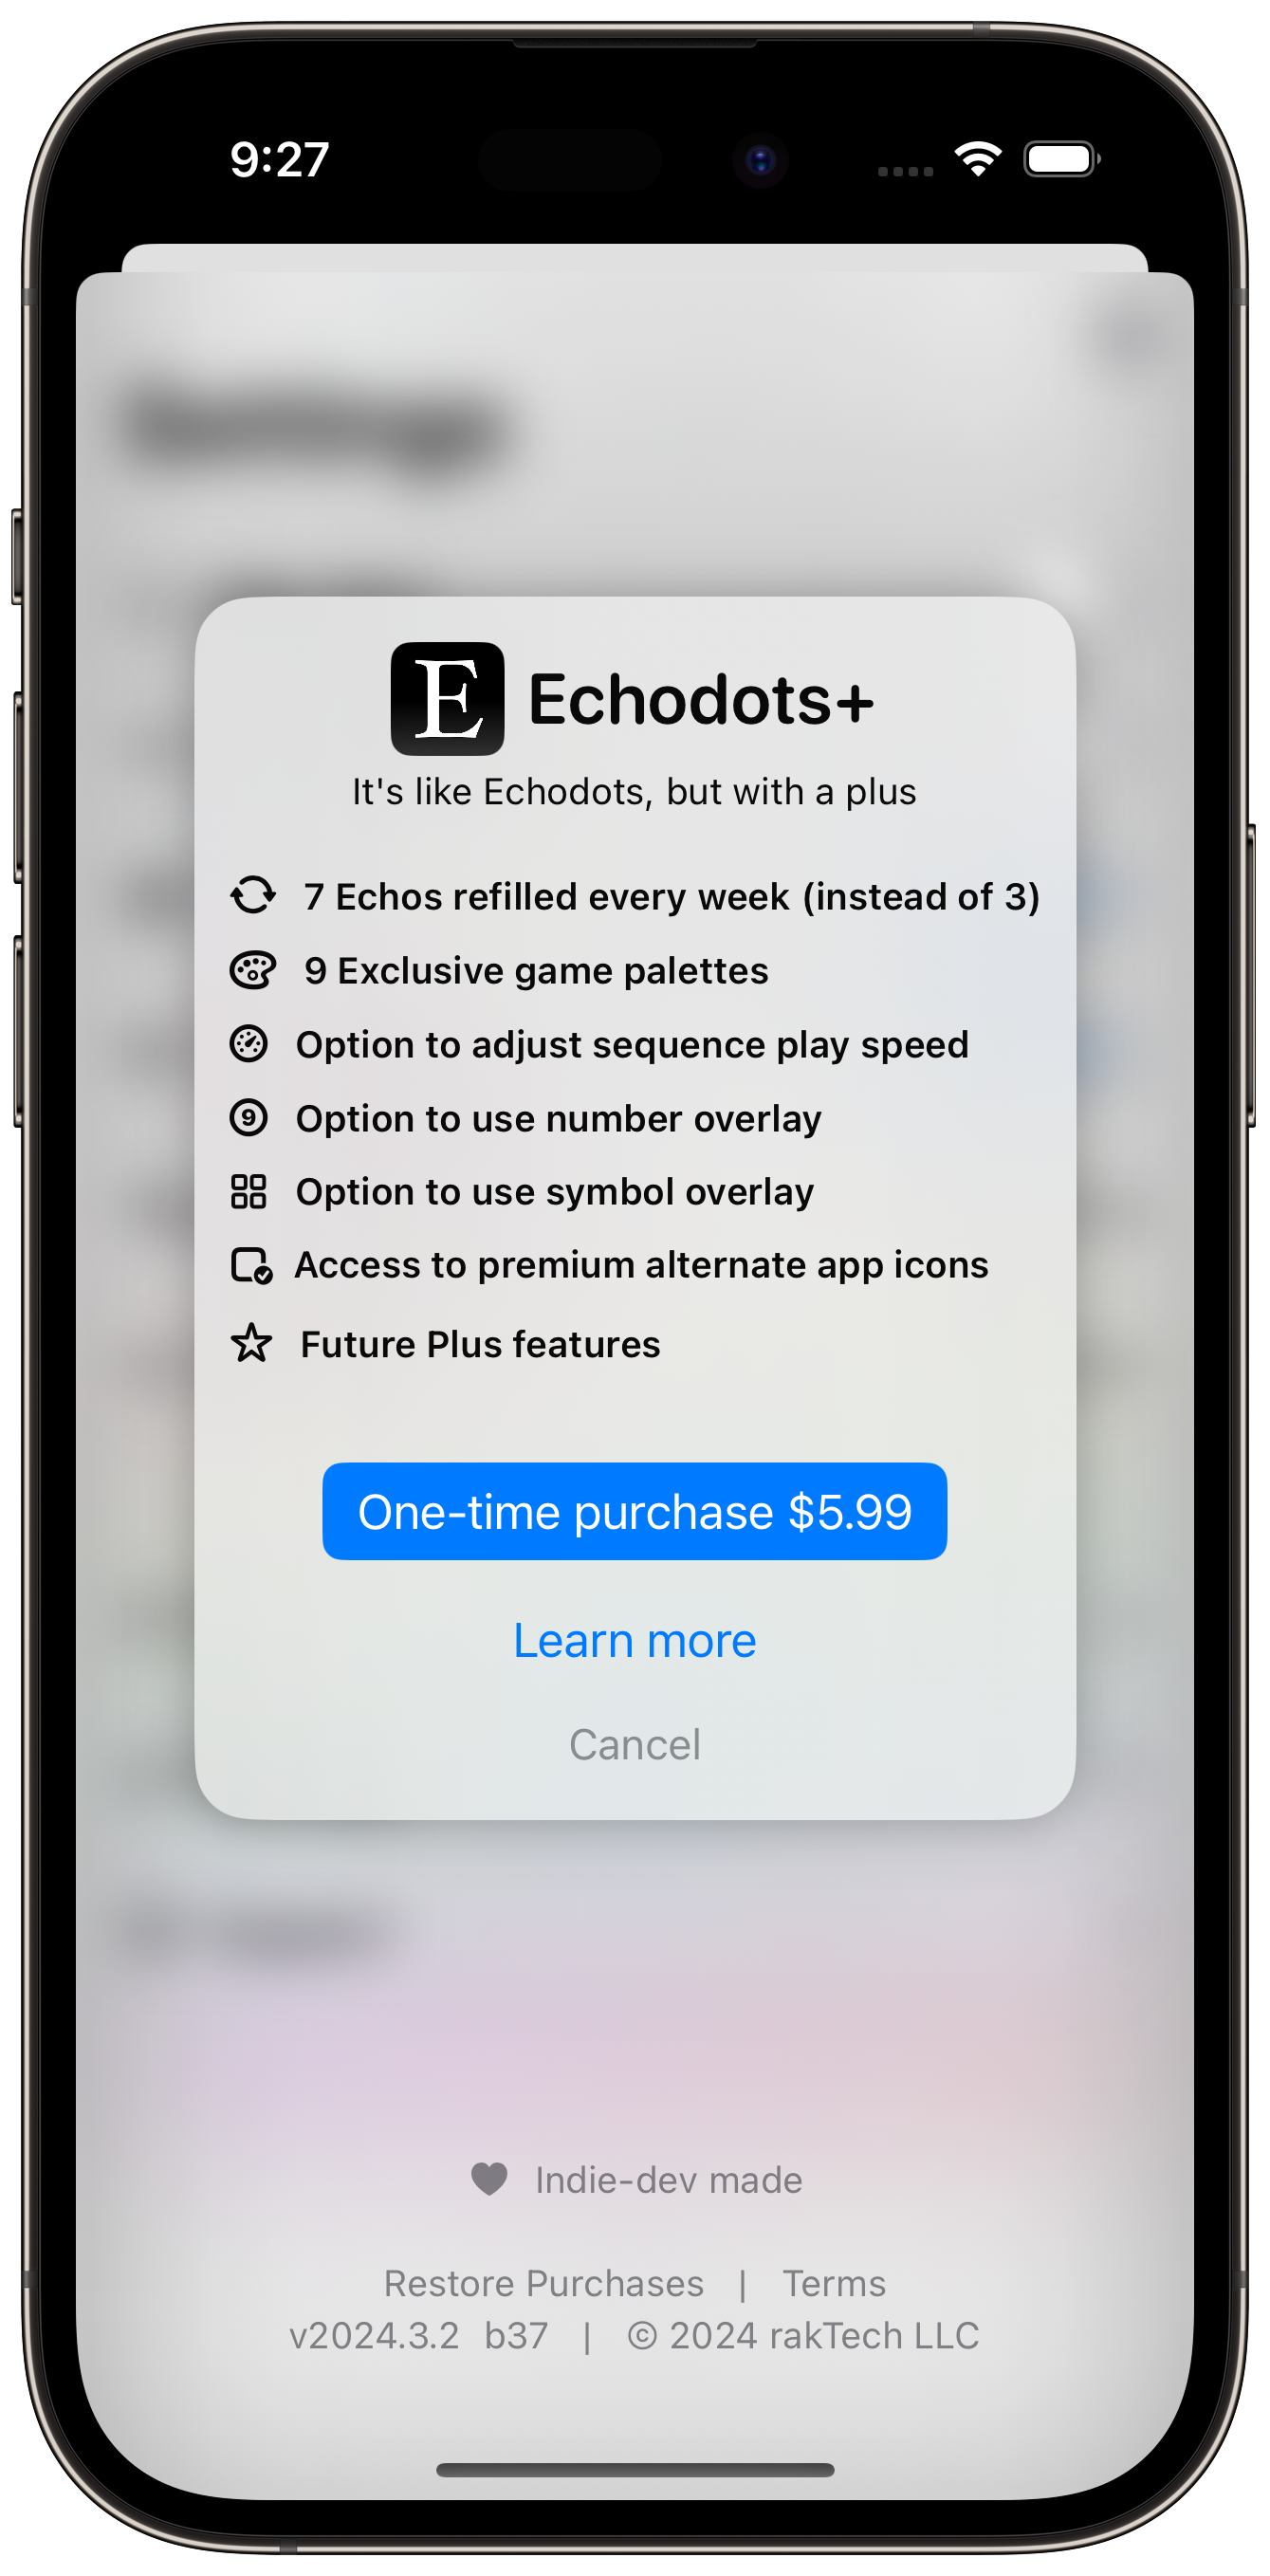 9:27
E Echodots+
It's like Echodots, but with a plus
7 Echos refilled every week (instead of 3)
9 Exclusive game palettes
Option to adjust sequence play speed
9 Option to use number overlay
Option to use symbol overlay
Access to premium alternate app icons
Future Plus features
One-time purchase $5.99
Learn more
Cancel
Indie-dev made
Restore Purchases | Terms
v2024.3.2 b37 | © 2024 rakTech LLC